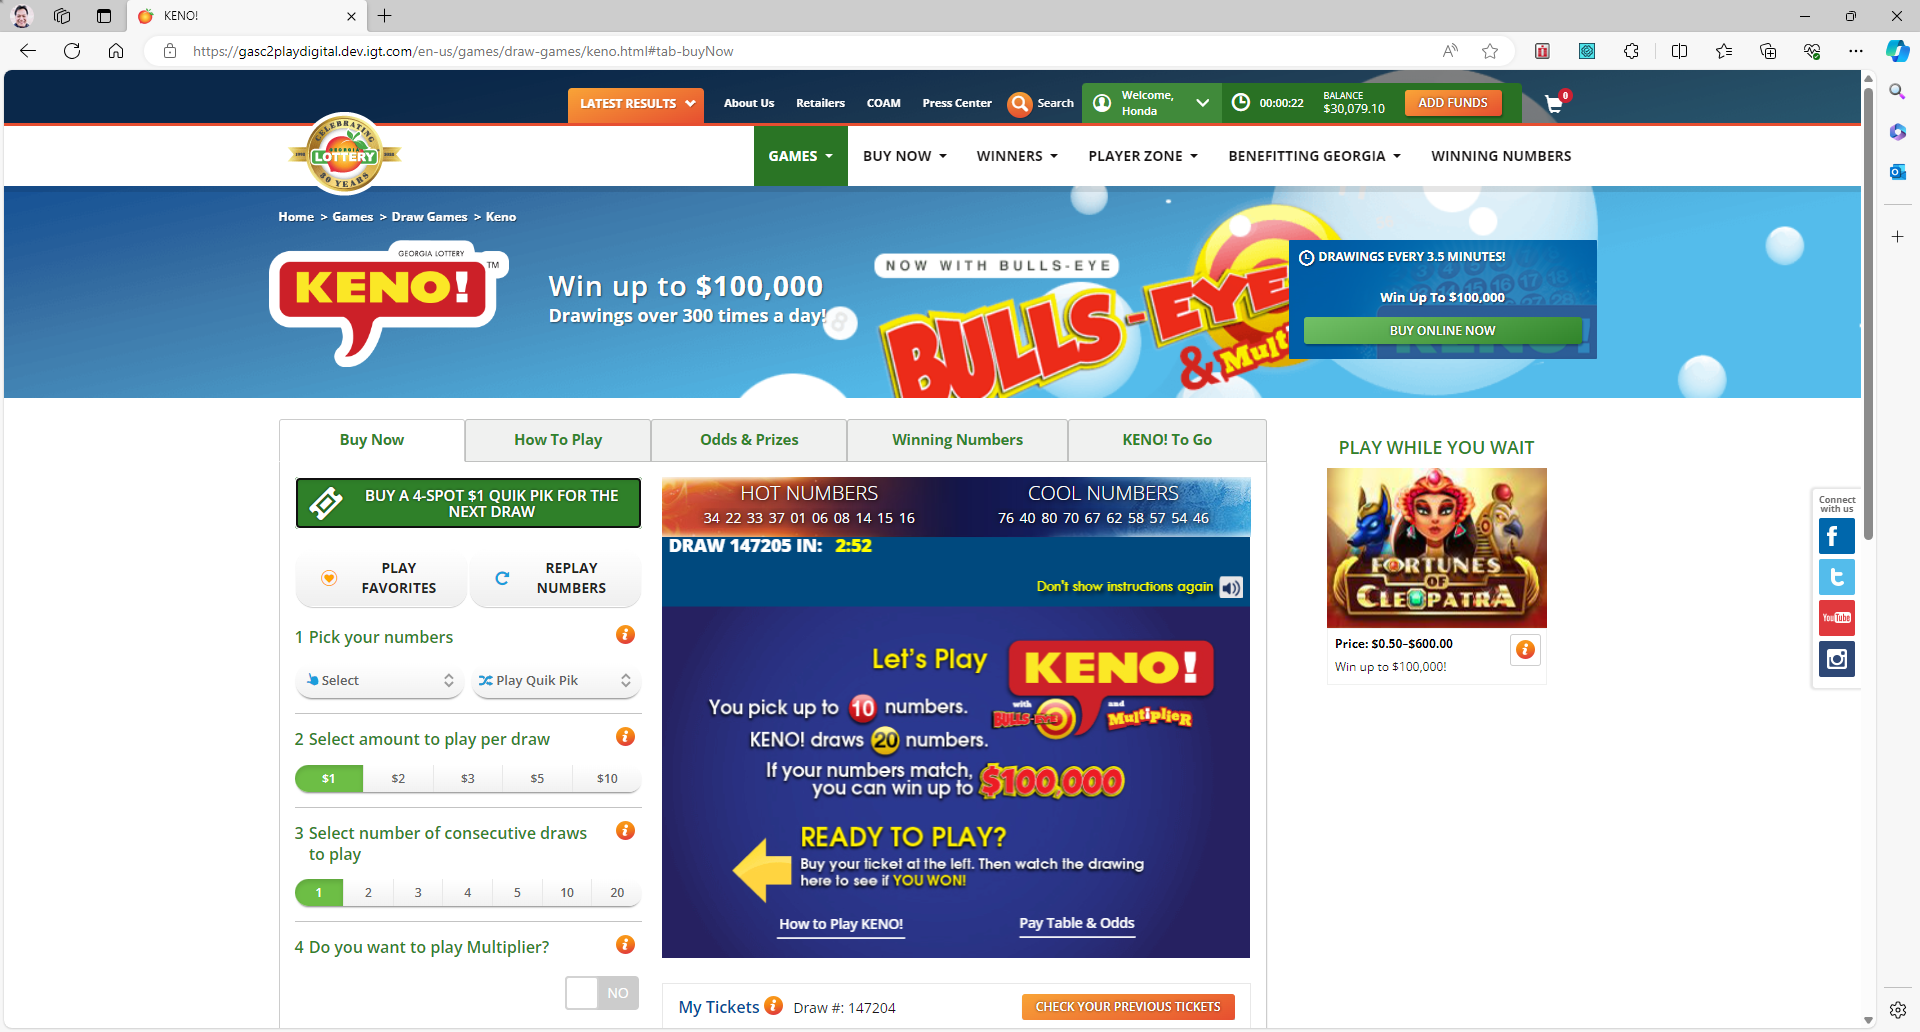 KENO!
https://gasc2playdigital.dev.igt.com/en-us/games/draw-games/keno.html#tab-buyNow
LATEST RESULTS
About Us
Retailers
COAM
Press Center
Search
Welcome,
Honda
00:00:22
BALANCE
$30,079.10
ADD FUNDS
0
CELEBRATING
GEORGIA
LOTTERY
30 YEARS
GAMES
BUY NOW
WINNERS
PLAYER ZONE
BENEFITTING GEORGIA
WINNING NUMBERS
Home > Games > Draw Games > Keno
GEORGIA LOTTERY
KENO!
TM
Win up to $100,000
Drawings over 300 times a day!
NOW WITH BULLS-EYE
BULLS-EYE
& Mult
DRAWINGS EVERY 3.5 MINUTES!
Win Up To $100,000
BUY ONLINE NOW
Buy Now
How To Play
Odds & Prizes
Winning Numbers
KENO! To Go
BUY A 4-SPOT $1 QUIK PIK FOR THE
NEXT DRAW
PLAY
FAVORITES
REPLAY
NUMBERS
1 Pick your numbers
Select
Play Quik Pik
2 Select amount to play per draw
$1 $2 $3 $5 $10
3 Select number of consecutive draws
to play
1 2 3 4 5 10 20
4 Do you want to play Multiplier?
NO
HOT NUMBERS
34 22 33 37 01 06 08 14 15 16
COOL NUMBERS
76 40 80 70 67 62 58 57 54 46
DRAW 147205 IN: 2:52
Don't show instructions again
Let's Play
KENO!
with
BULLS-EYE
and
Multiplier
You pick up to 10 numbers.
KENO! draws 20 numbers.
If your numbers match,
you can win up to $100,000
READY TO PLAY?
Buy your ticket at the left. Then watch the drawing
here to see if YOU WON!
How to Play KENO!
Pay Table & Odds
My Tickets
Draw #: 147204
CHECK YOUR PREVIOUS TICKETS
PLAY WHILE YOU WAIT
FORTUNES
OF
CLEOPATRA
Price: $0.50–$600.00
Win up to $100,000!
Connect
with us
YouTube